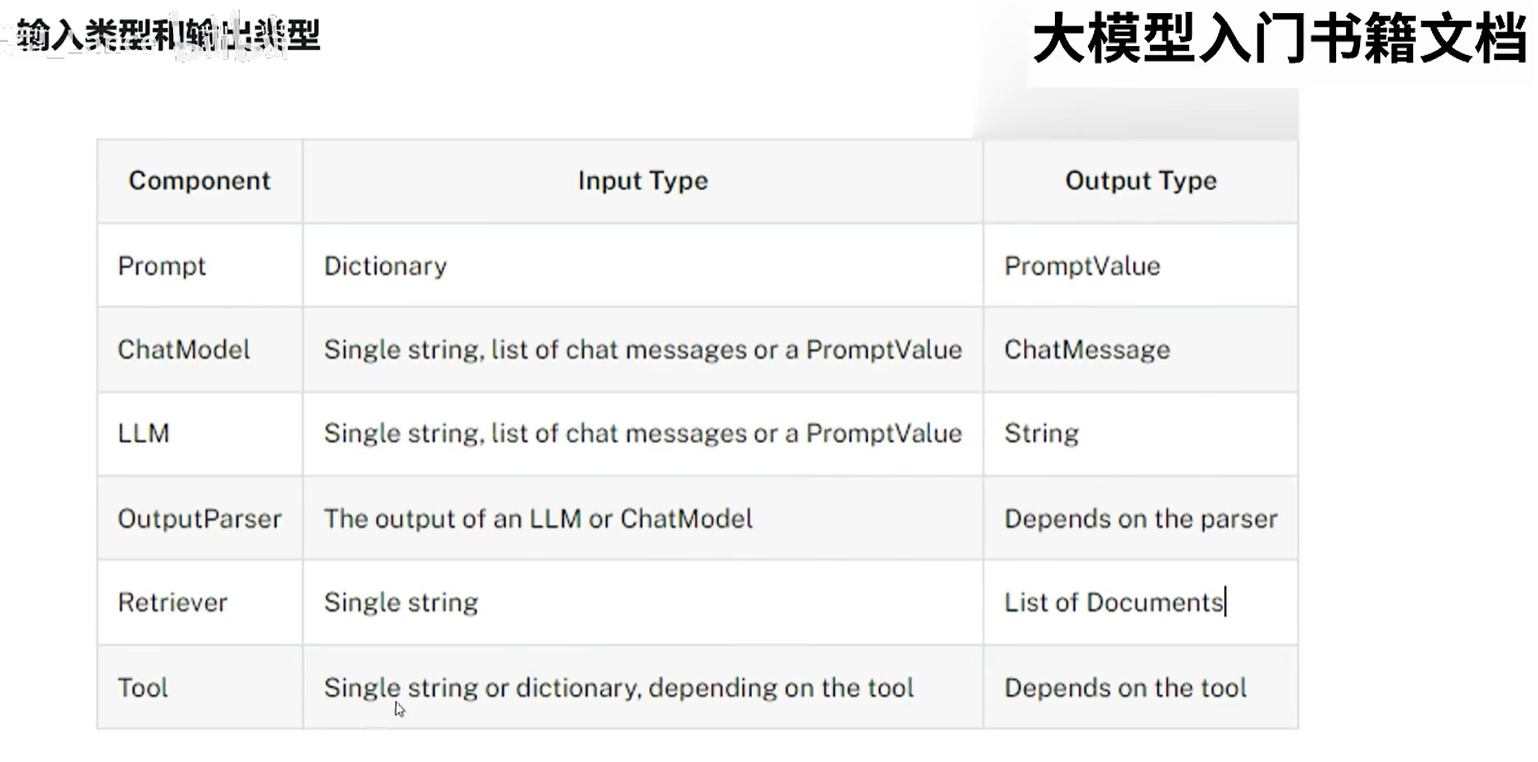 输入类型和输出类型
大模型入门书籍文档
Component Input Type Output Type
Prompt Dictionary PromptValue
ChatModel Single string, list of chat messages or a PromptValue ChatMessage
LLM Single string, list of chat messages or a PromptValue String
OutputParser The output of an LLM or ChatModel Depends on the parser
Retriever Single string List of Documents
Tool Single string or dictionary, depending on the tool Depends on the tool